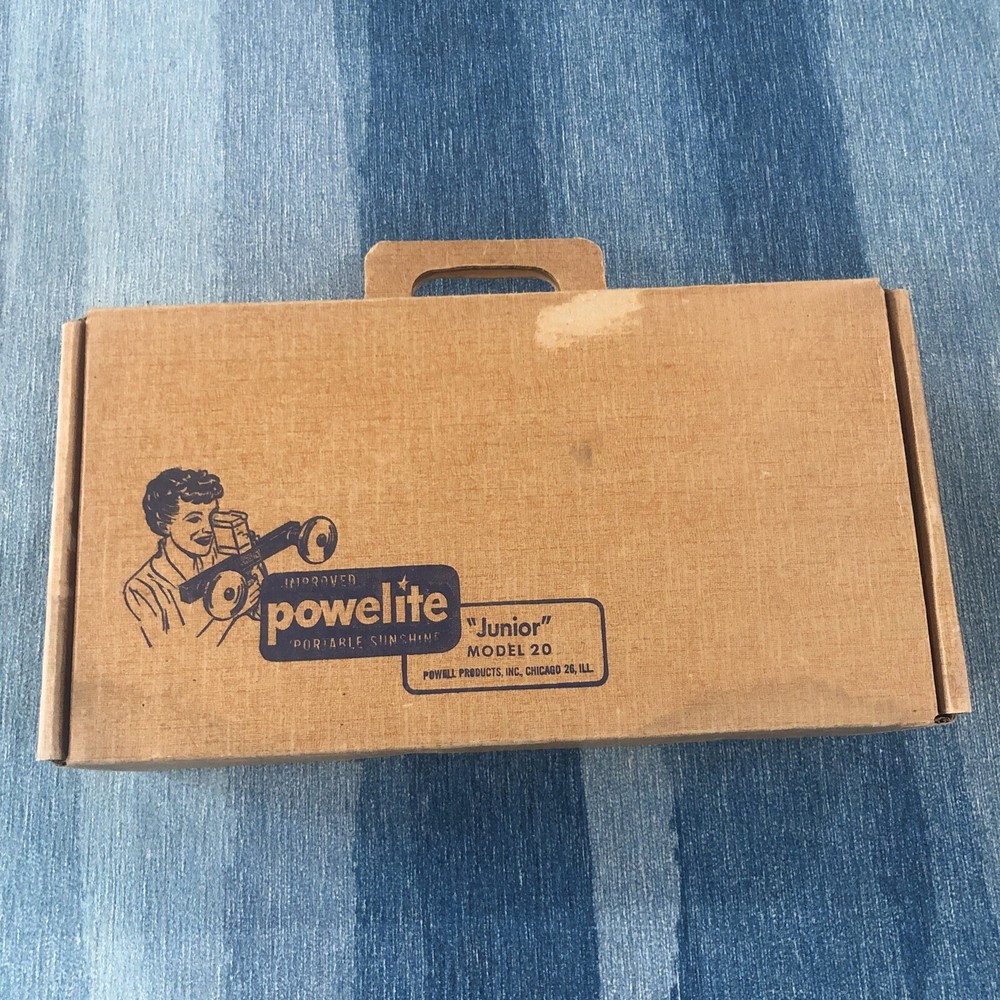 IMPROVED
powelite
"PORTABLE SUNSHINE
"Junior"
MODEL 20
POWELL PRODUCTS, INC., CHICAGO 26, ILL.